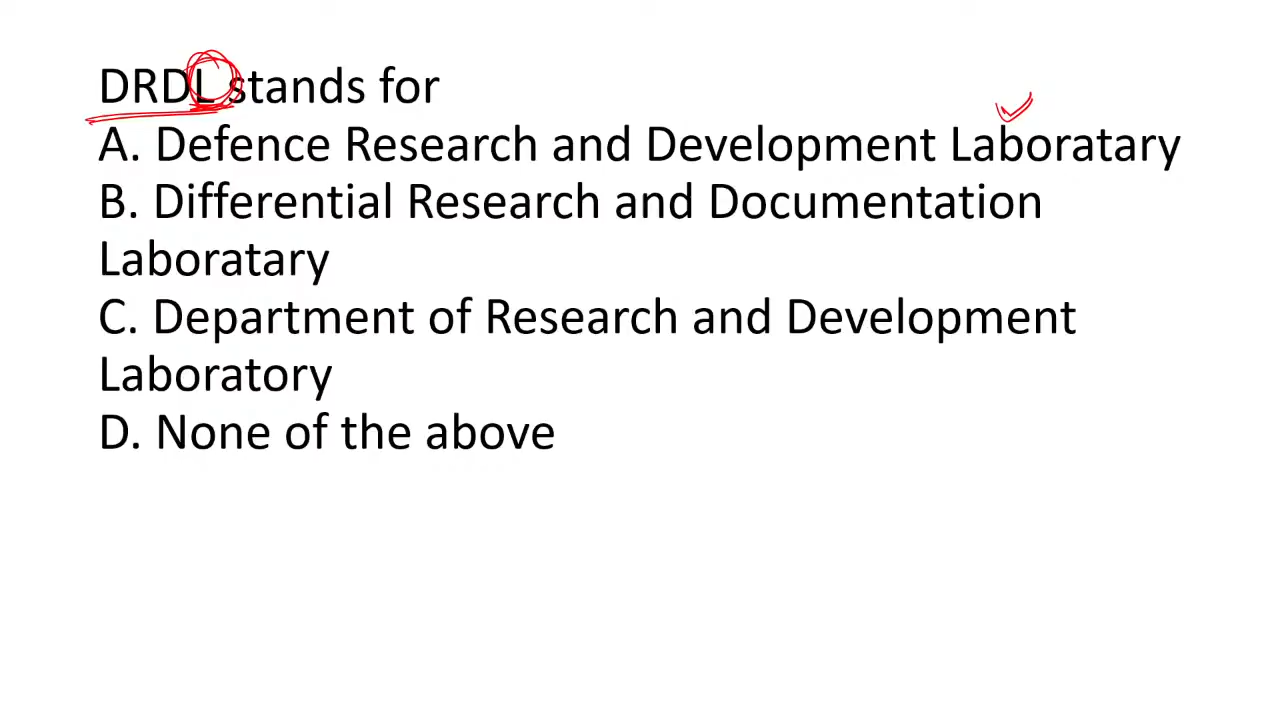 DRDL stands for
A. Defence Research and Development Laboratary
B. Differential Research and Documentation
Laboratary
C. Department of Research and Development
Laboratory
D. None of the above